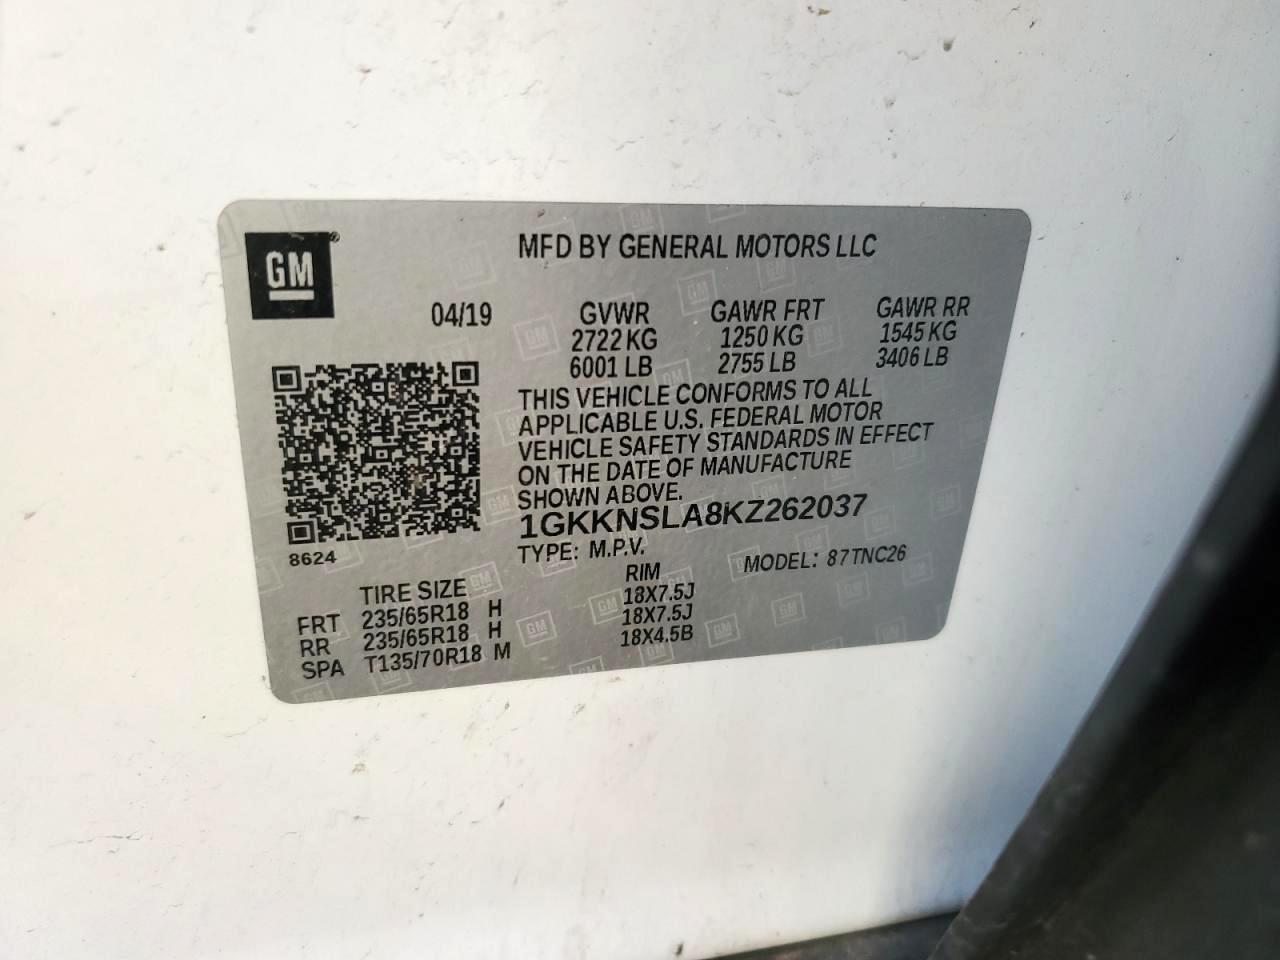 GM
MFD BY GENERAL MOTORS LLC
04/19
GVWR
2722 KG
6001 LB
GAWR FRT
1250 KG
2755 LB
GAWR RR
1545 KG
3406 LB
THIS VEHICLE CONFORMS TO ALL
APPLICABLE U.S. FEDERAL MOTOR
VEHICLE SAFETY STANDARDS IN EFFECT
ON THE DATE OF MANUFACTURE
SHOWN ABOVE.
1GKKNSLA8KZ262037
TYPE: M.P.V.
MODEL: 87TNC26
8624
TIRE SIZE RIM
FRT 235/65R18 H 18X7.5J
RR 235/65R18 H 18X7.5J
SPA T135/70R18 M 18X4.5B